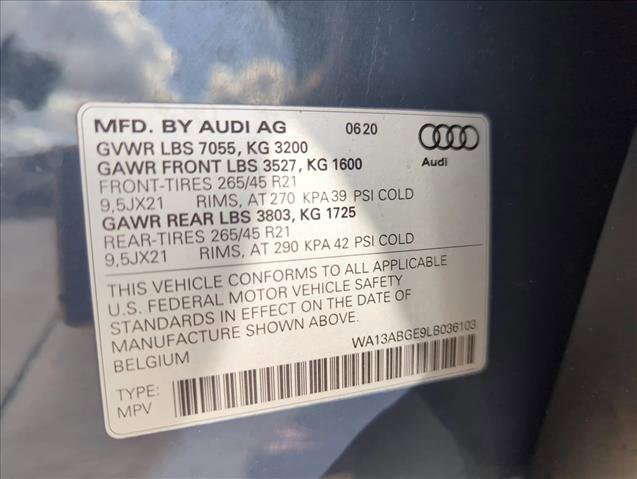 MFD. BY AUDI AG 0620
GVWR LBS 7055, KG 3200
GAWR FRONT LBS 3527, KG 1600
FRONT-TIRES 265/45 R21
9,5JX21 RIMS, AT 270 KPA 39 PSI COLD
GAWR REAR LBS 3803, KG 1725
REAR-TIRES 265/45 R21
9,5JX21 RIMS, AT 290 KPA 42 PSI COLD
Audi
THIS VEHICLE CONFORMS TO ALL APPLICABLE
U.S. FEDERAL MOTOR VEHICLE SAFETY
STANDARDS IN EFFECT ON THE DATE OF
MANUFACTURE SHOWN ABOVE.
BELGIUM
WA13ABGE9LB036103
TYPE:
MPV